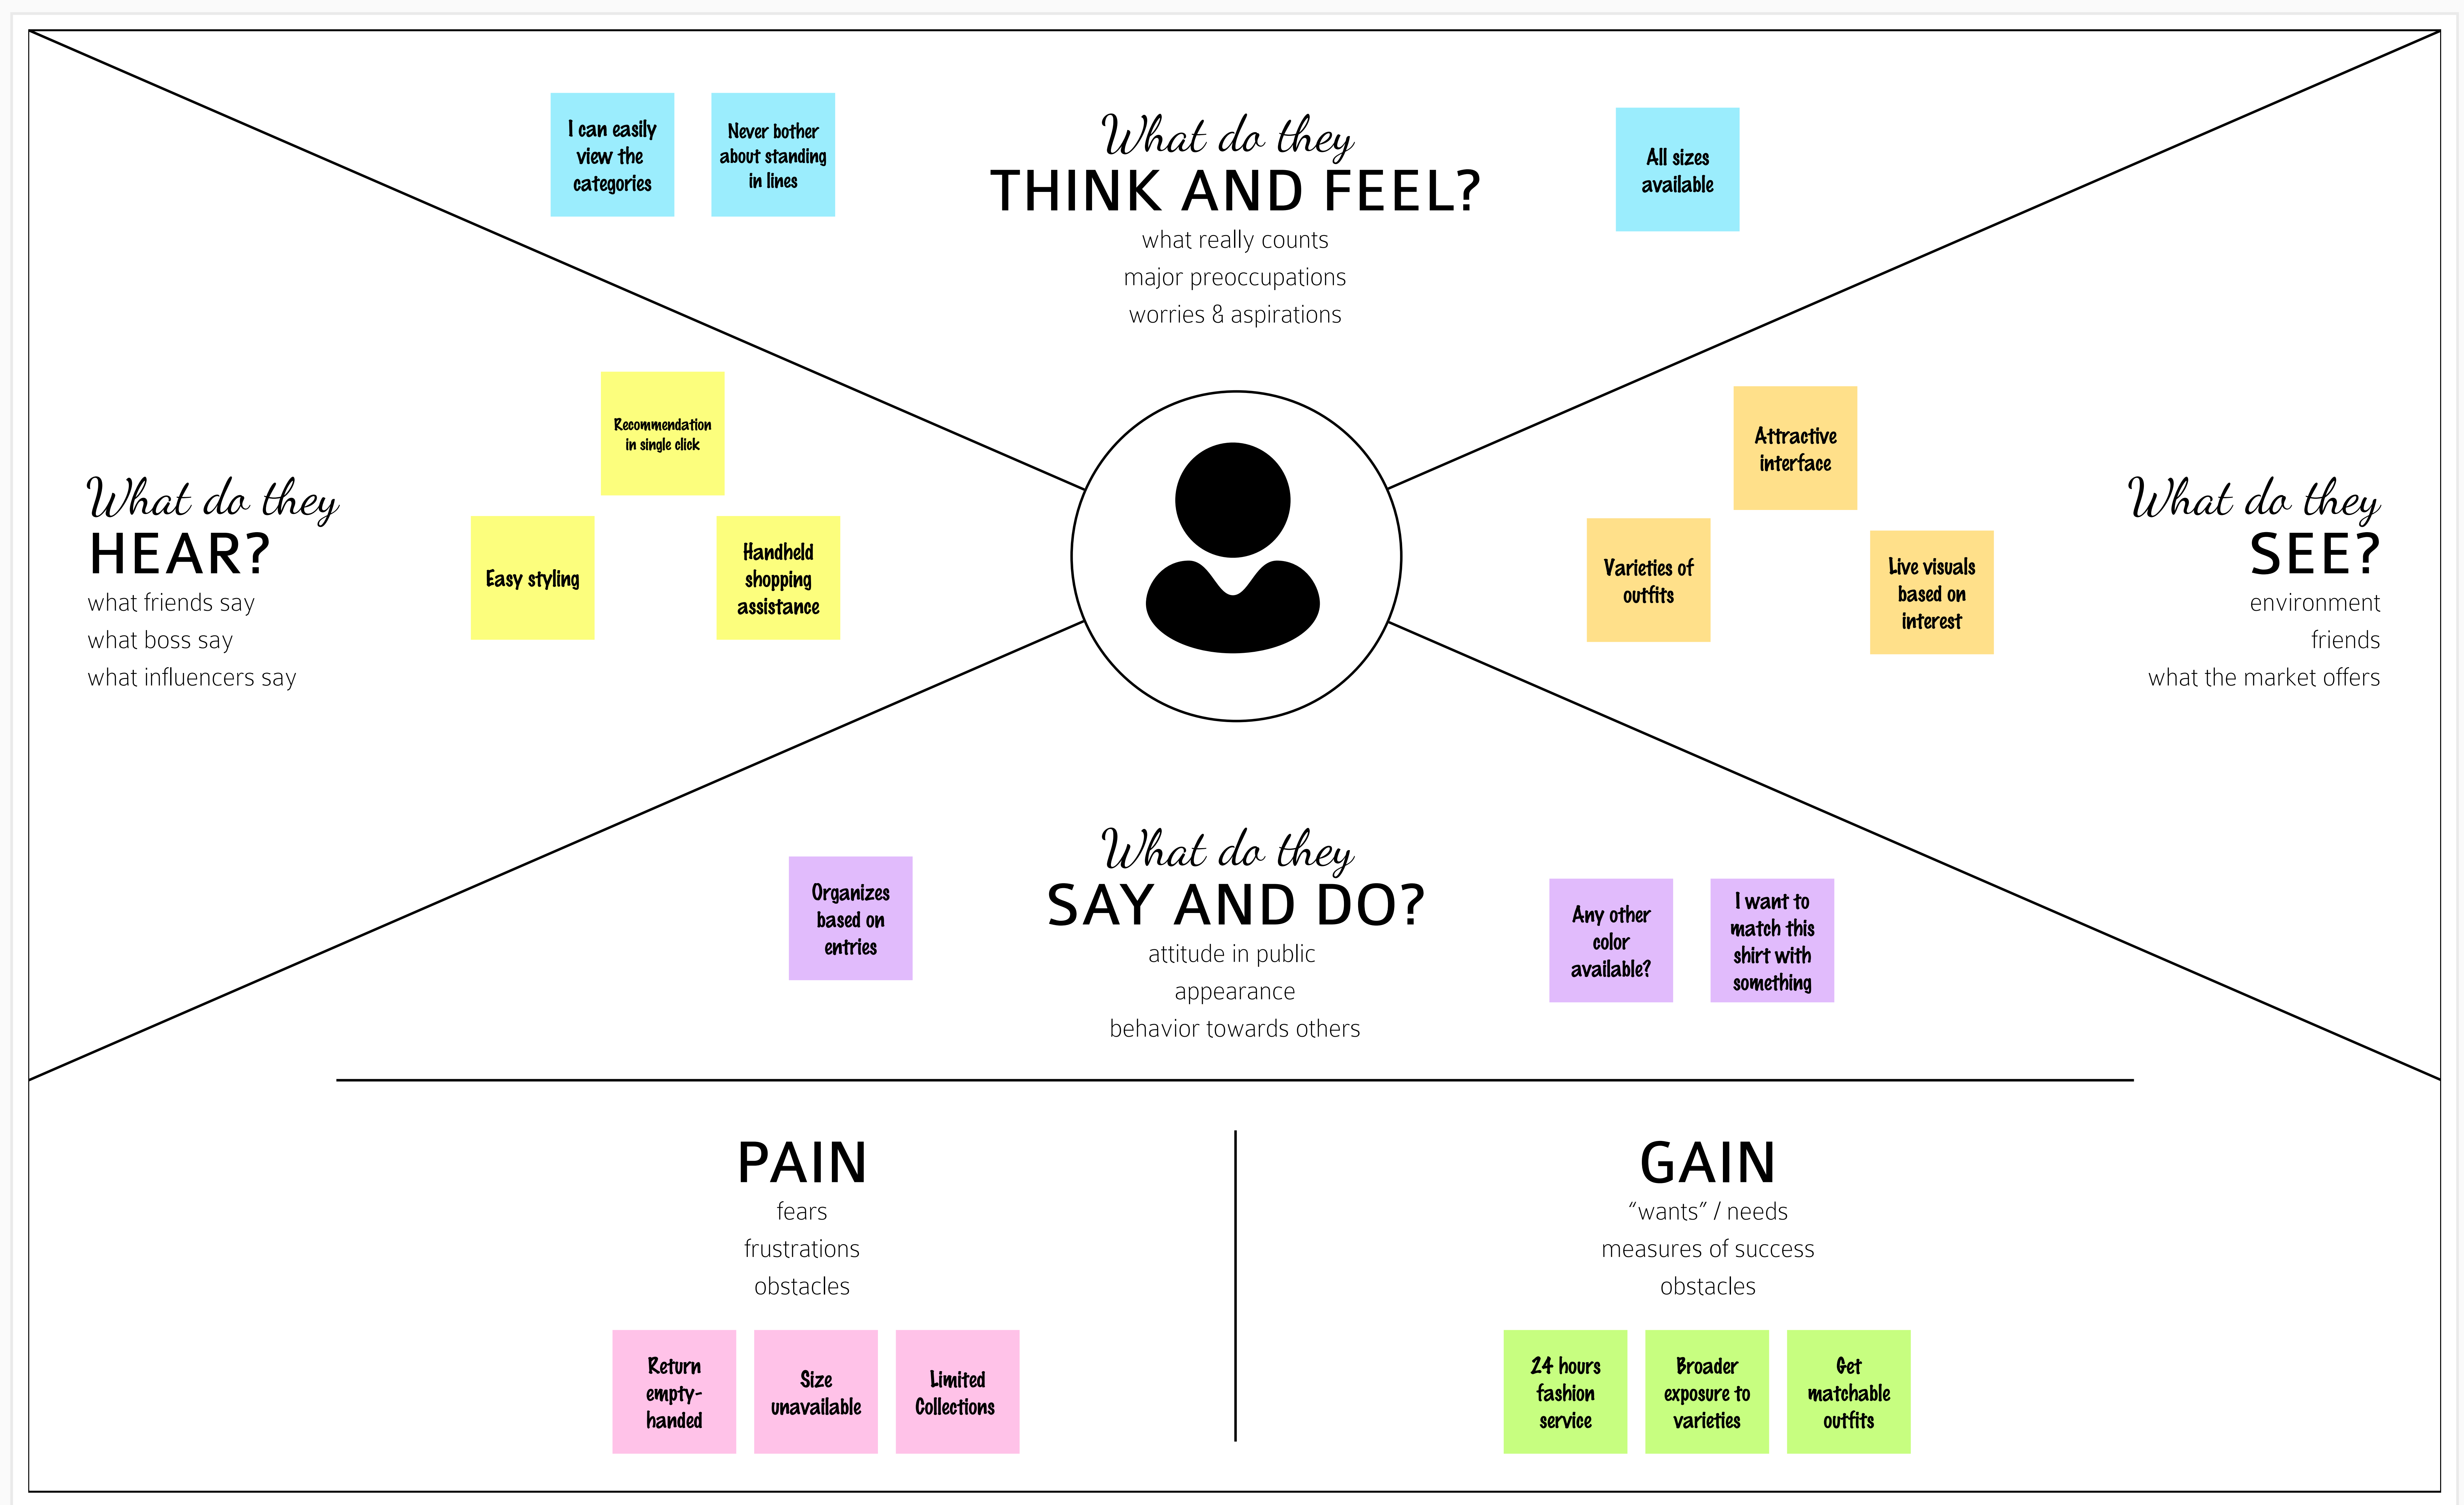 I can easily
view the
categories
Never bother
about standing
in lines
What do they
THINK AND FEEL?
what really counts
major preoccupations
worries & aspirations
All sizes
available
What do they
HEAR?
what friends say
what boss say
what influencers say
Recommendation
in single click
Easy styling
Handheld
shopping
assistance
Attractive
interface
Varieties of
outfits
Live visuals
based on
interest
What do they
SEE?
environment
friends
what the market offers
Organizes
based on
entries
What do they
SAY AND DO?
attitude in public
appearance
behavior towards others
Any other
color
available?
I want to
match this
shirt with
something
PAIN
fears
frustrations
obstacles
Return
empty-
handed
Size
unavailable
Limited
Collections
GAIN
“wants” / needs
measures of success
obstacles
24 hours
fashion
service
Broader
exposure to
varieties
Get
matchable
outfits